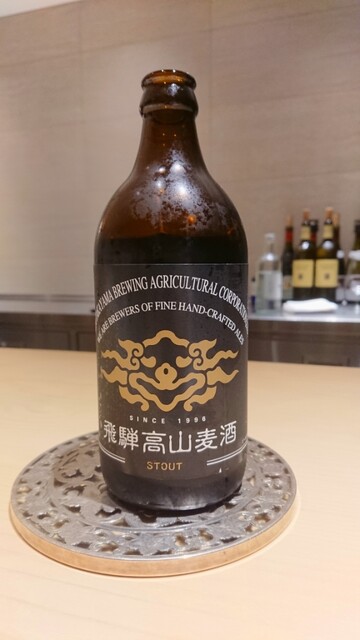 YAMA BREWING AGRICULTURAL CORPORATION
WE ARE BREWERS OF FINE HAND-CRAFTED ALES
SINCE 1996
飛騨高山麦酒
STOUT